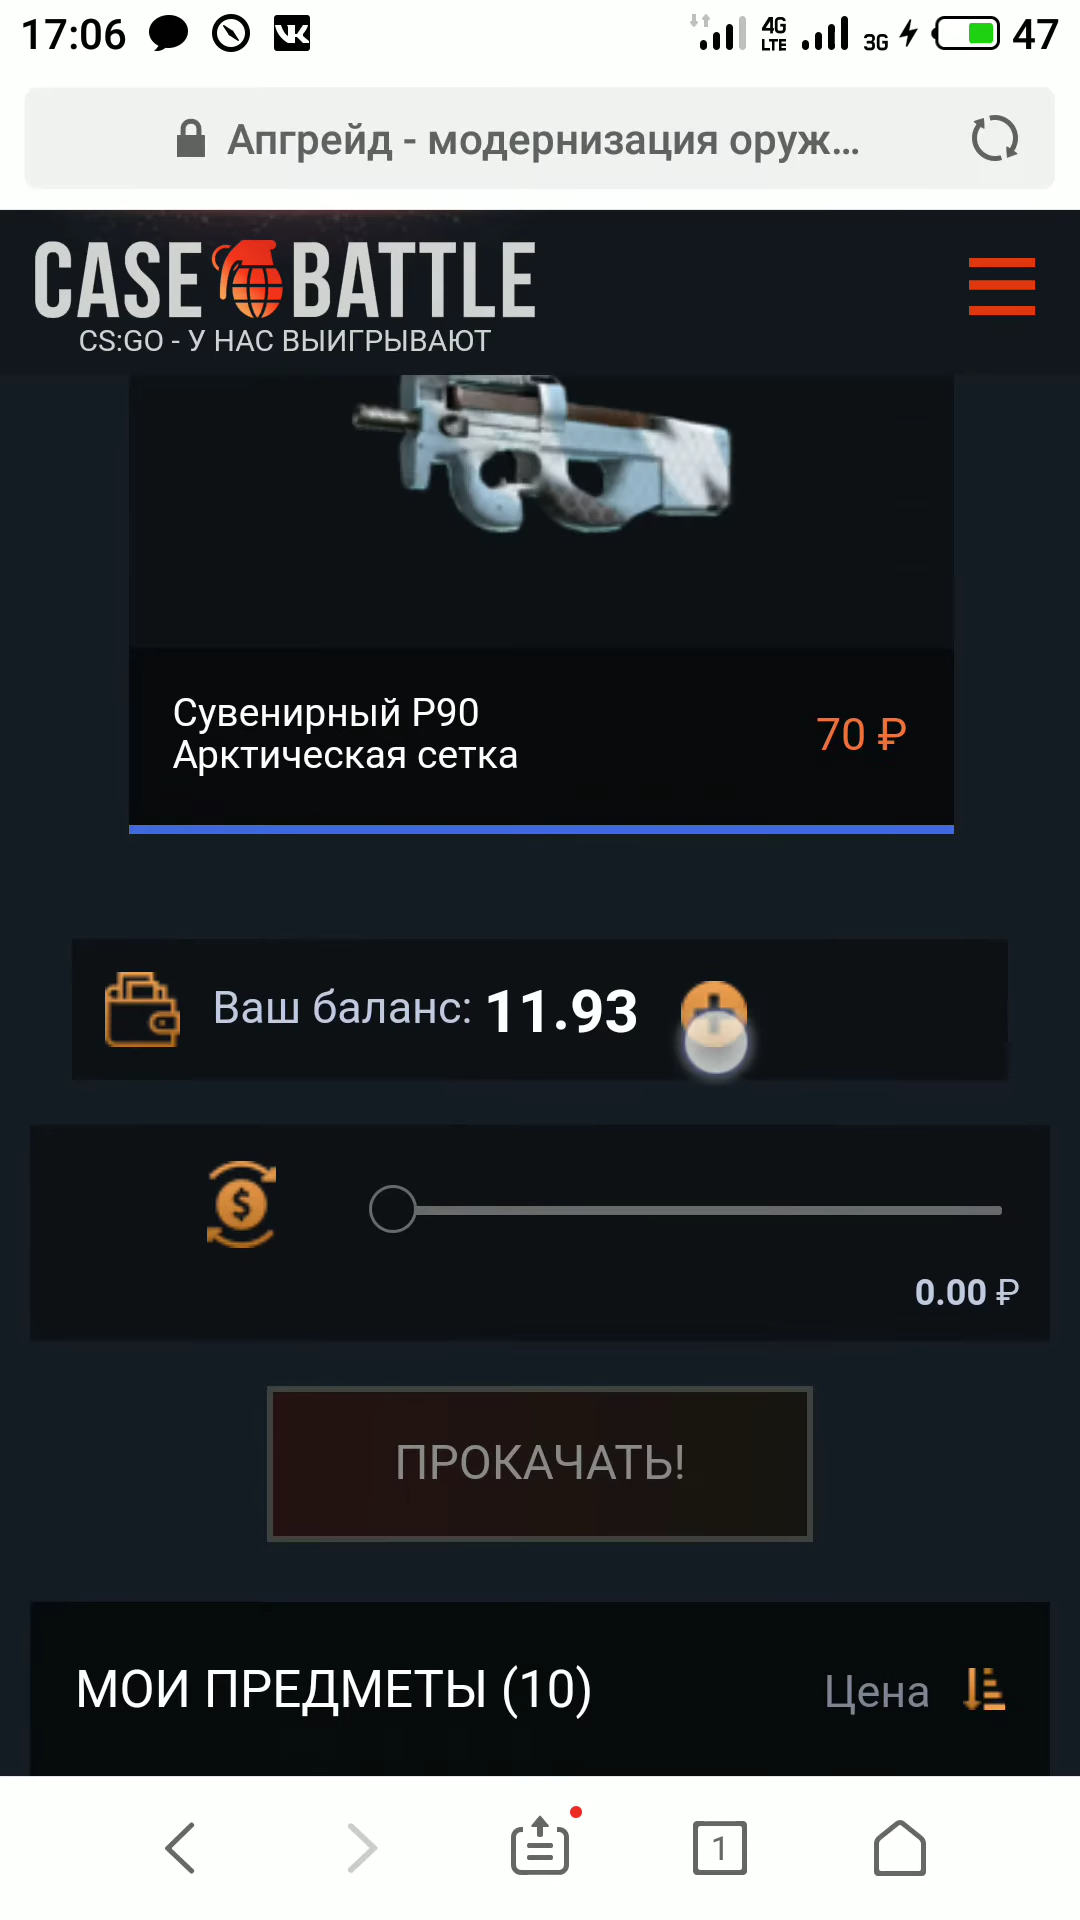 17:06
VK
4G
LTE
3G
47
Апгрейд - модернизация оруж...
CASE BATTLE
CS:GO - У НАС ВЫИГРЫВАЮТ
Сувенирный P90
Арктическая сетка
70 ₽
Ваш баланс: 11.93
$
0.00 ₽
ПРОКАЧАТЬ!
МОИ ПРЕДМЕТЫ (10)
Цена
1